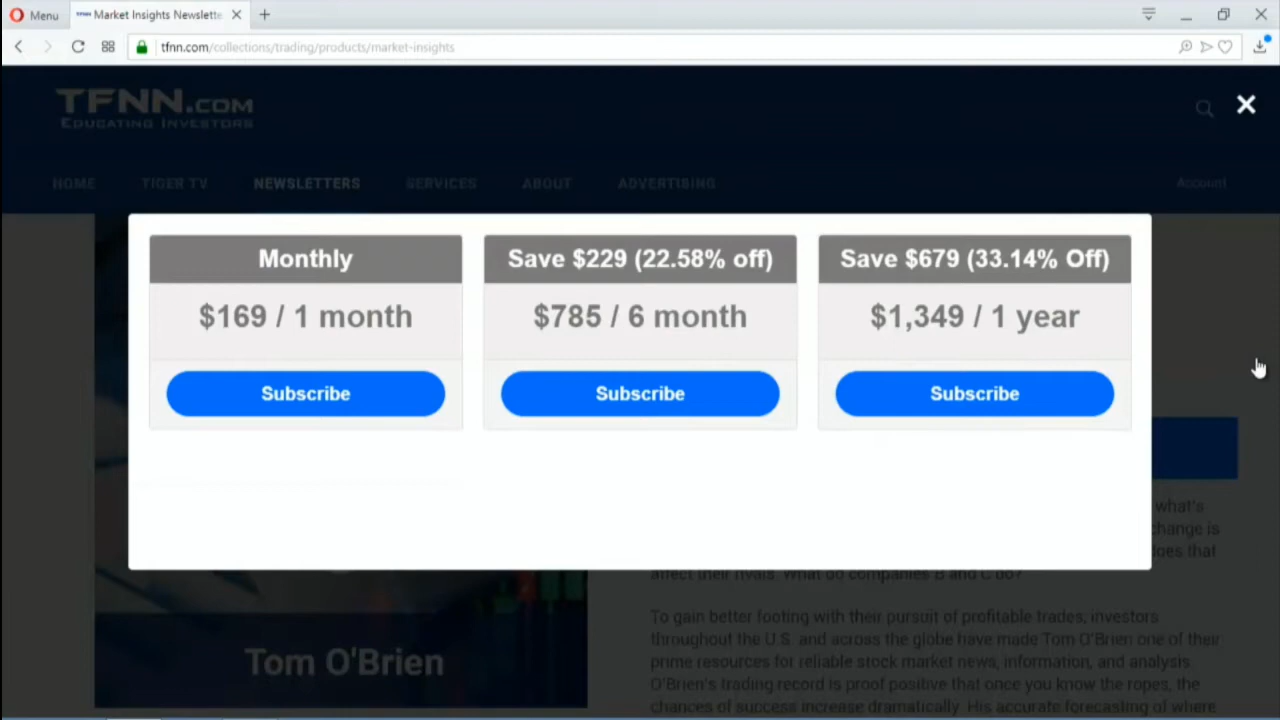 Menu
Market Insights Newslette
tfnn.com/collections/trading/products/market-insights
TFNN.COM
EDUCATING INVESTORS
HOME TIGER TV NEWSLETTERS SERVICES ABOUT ADVERTISING Account
Monthly
$169 / 1 month
Subscribe
Save $229 (22.58% off)
$785 / 6 month
Subscribe
Save $679 (33.14% Off)
$1,349 / 1 year
Subscribe
what's
change is
does that
affect their rivals. What do companies B and C do?
To gain better footing with their pursuit of profitable trades, investors
throughout the U.S. and across the globe have made Tom O'Brien one of their
prime resources for reliable stock market news, information, and analysis.
O'Brien's trading record is proof positive that once you know the ropes, the
chances of success increase dramatically. His accurate forecasting of where
Tom O'Brien